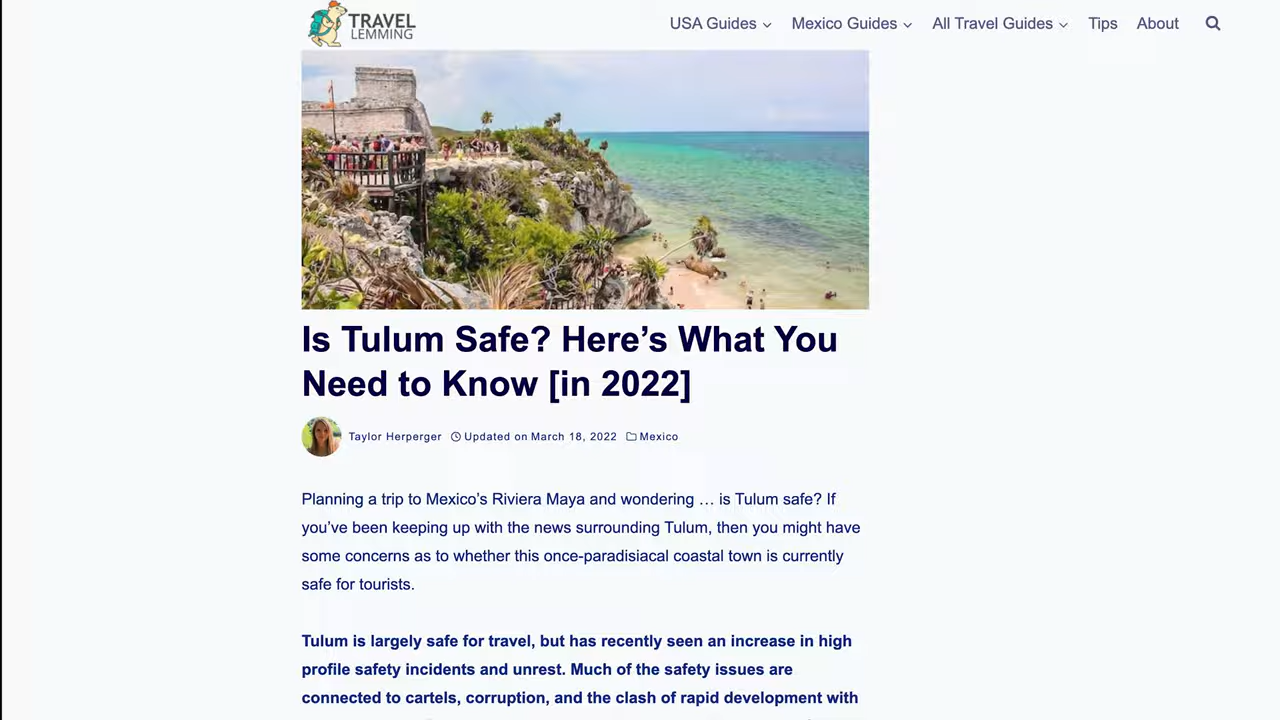 TRAVEL
LEMMING
USA Guides
Mexico Guides
All Travel Guides
Tips
About
Is Tulum Safe? Here’s What You
Need to Know [in 2022]
Taylor Herperger
Updated on March 18, 2022
Mexico
Planning a trip to Mexico’s Riviera Maya and wondering … is Tulum safe? If
you’ve been keeping up with the news surrounding Tulum, then you might have
some concerns as to whether this once-paradisiacal coastal town is currently
safe for tourists.
Tulum is largely safe for travel, but has recently seen an increase in high
profile safety incidents and unrest. Much of the safety issues are
connected to cartels, corruption, and the clash of rapid development with